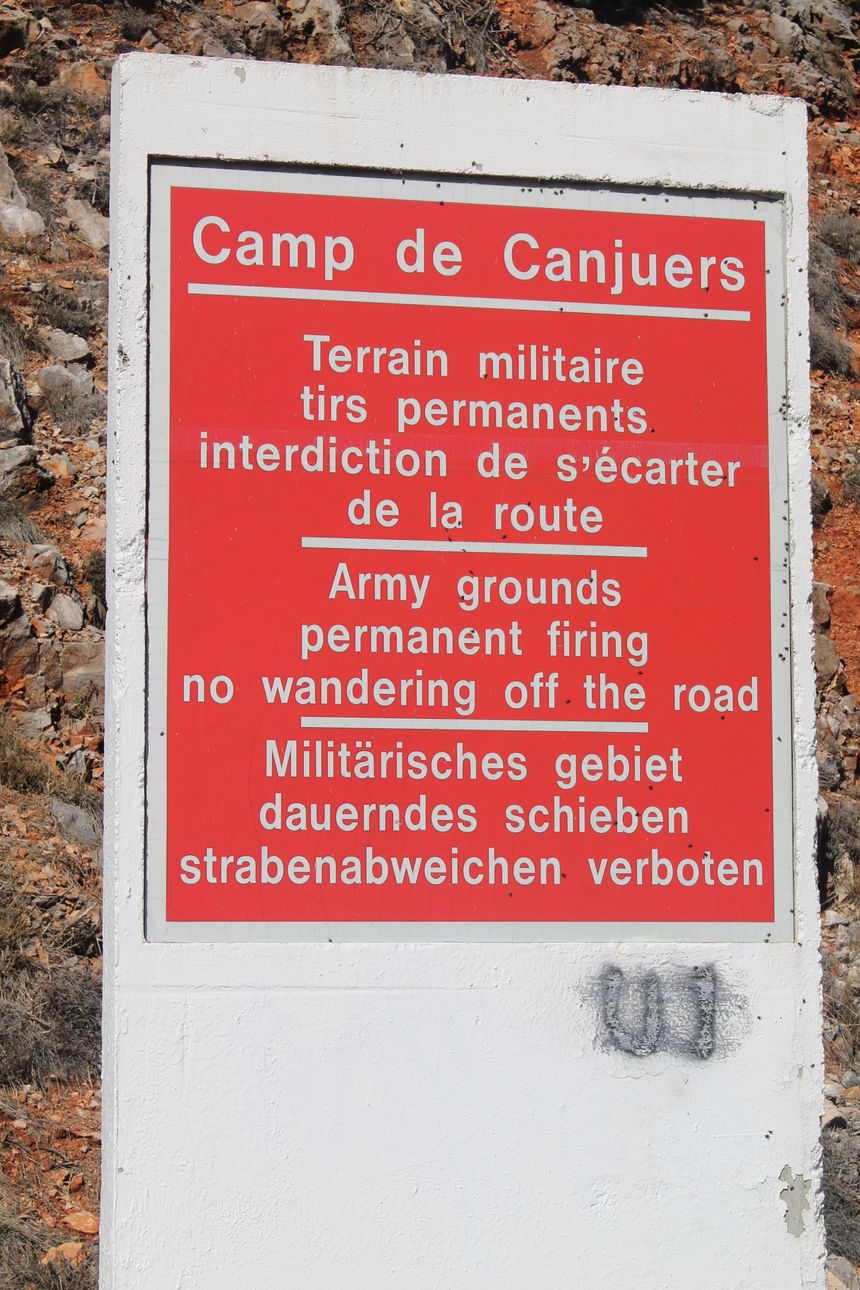 Camp de Canjuers
Terrain militaire
tirs permanents
interdiction de s'écarter
de la route
Army grounds
permanent firing
no wandering off the road
Militärisches gebiet
dauerndes schieben
strabenabweichen verboten